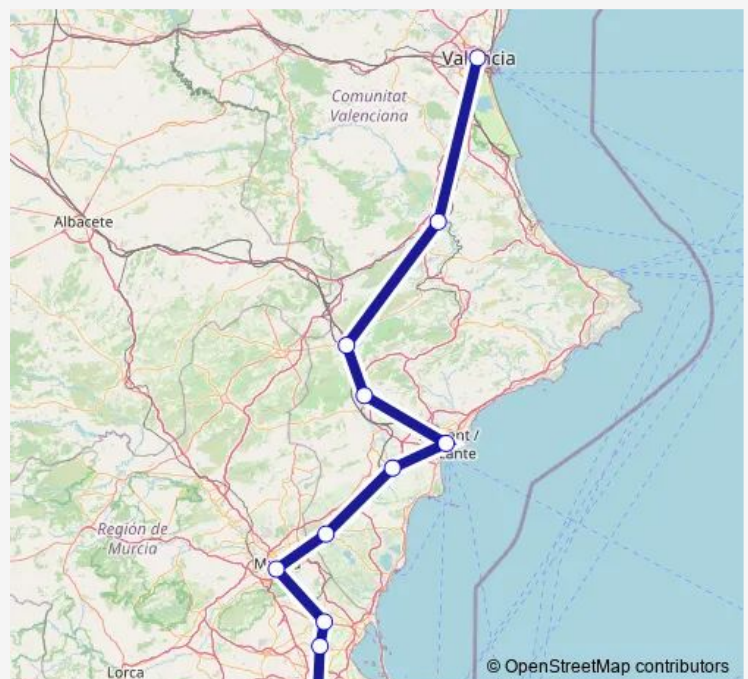 Comunitat
Valenciana
Albacete
Región de
Murcia
Lorca
© OpenStreetMap contributors